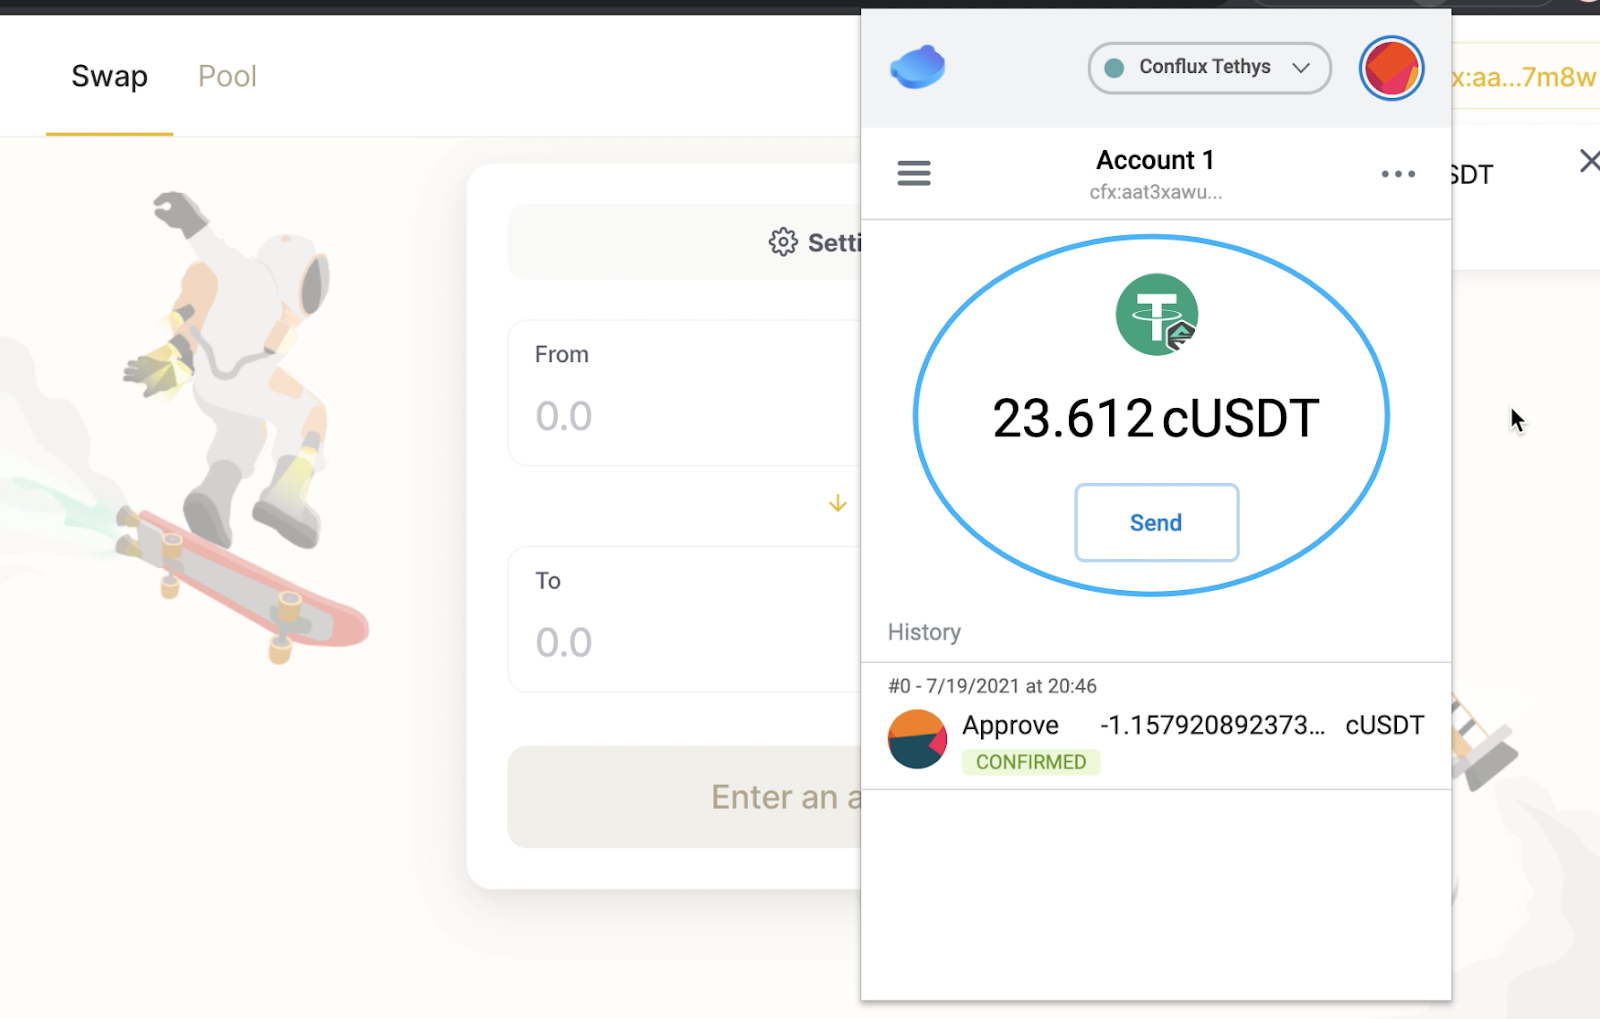 Swap
Pool
Conflux Tethys
x:aa...7m8w
Account 1
cfx:aat3xawu...
SDT
Setti
From
0.0
23.612 cUSDT
Send
To
0.0
History
#0 - 7/19/2021 at 20:46
Approve -1.157920892373... cUSDT
CONFIRMED
Enter an a